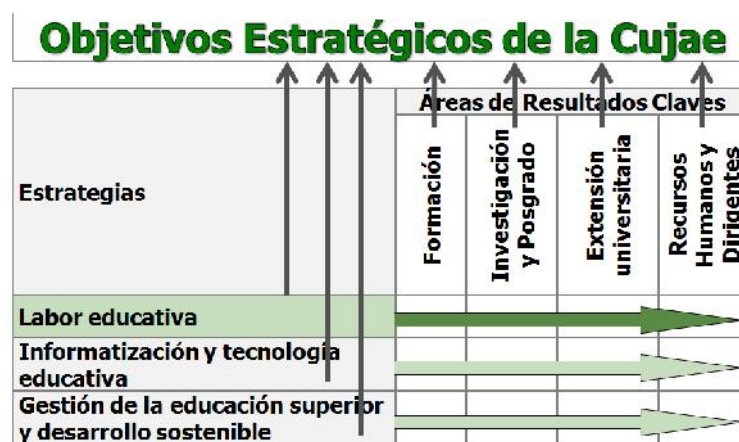 Objetivos Estratégicos de la Cujae
Áreas de Resultados Claves
Estrategias
Formación
Investigación
y Posgrado
Extensión
universitaria
Recursos
Humanos y
Dirigentes
Labor educativa
Informatización y tecnología
educativa
Gestión de la educación superior
y desarrollo sostenible